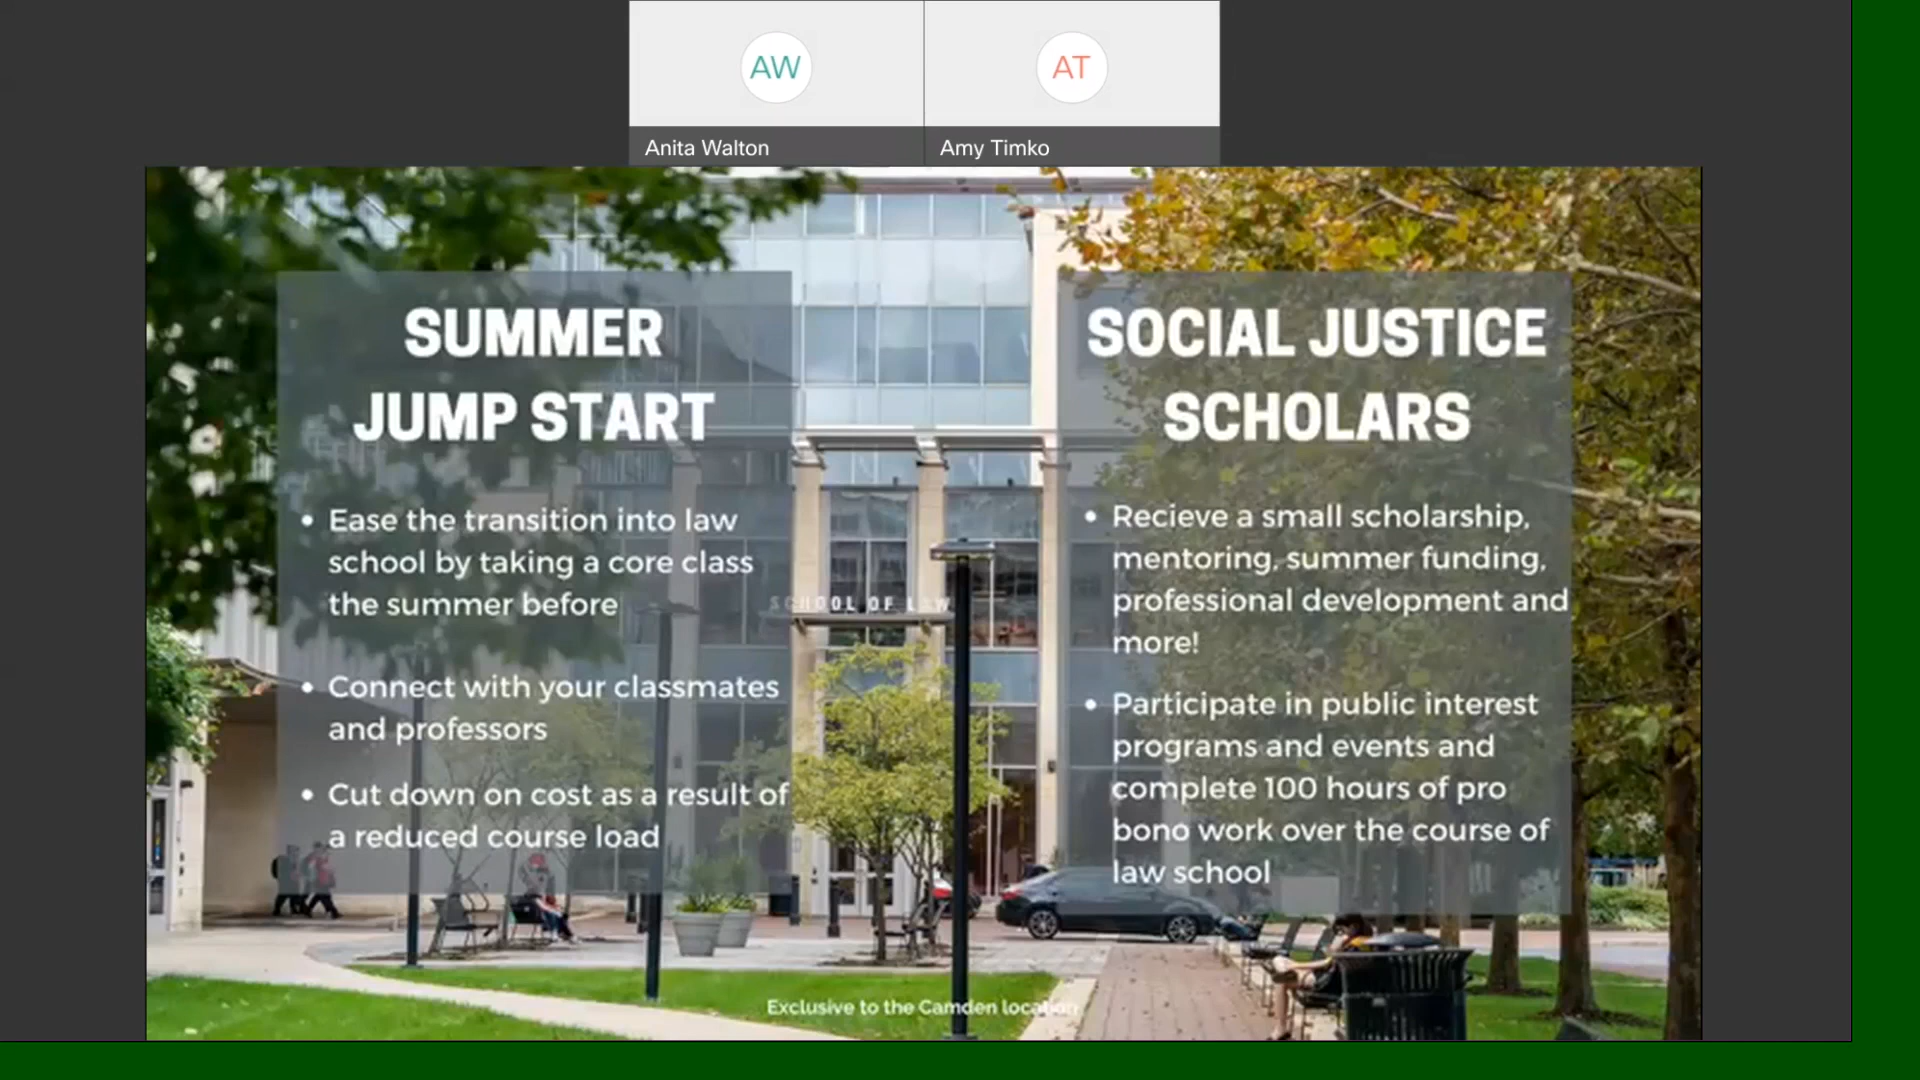 AW
AT
Anita Walton
Amy Timko
SUMMER
JUMP START
Ease the transition into law
school by taking a core class
the summer before
Connect with your classmates
and professors
Cut down on cost as a result of
a reduced course load
SOCIAL JUSTICE
SCHOLARS
Recieve a small scholarship,
mentoring, summer funding,
professional development and
more!
Participate in public interest
programs and events and
complete 100 hours of pro
bono work over the course of
law school
SCHOOL OF LAW
Exclusive to the Camden location